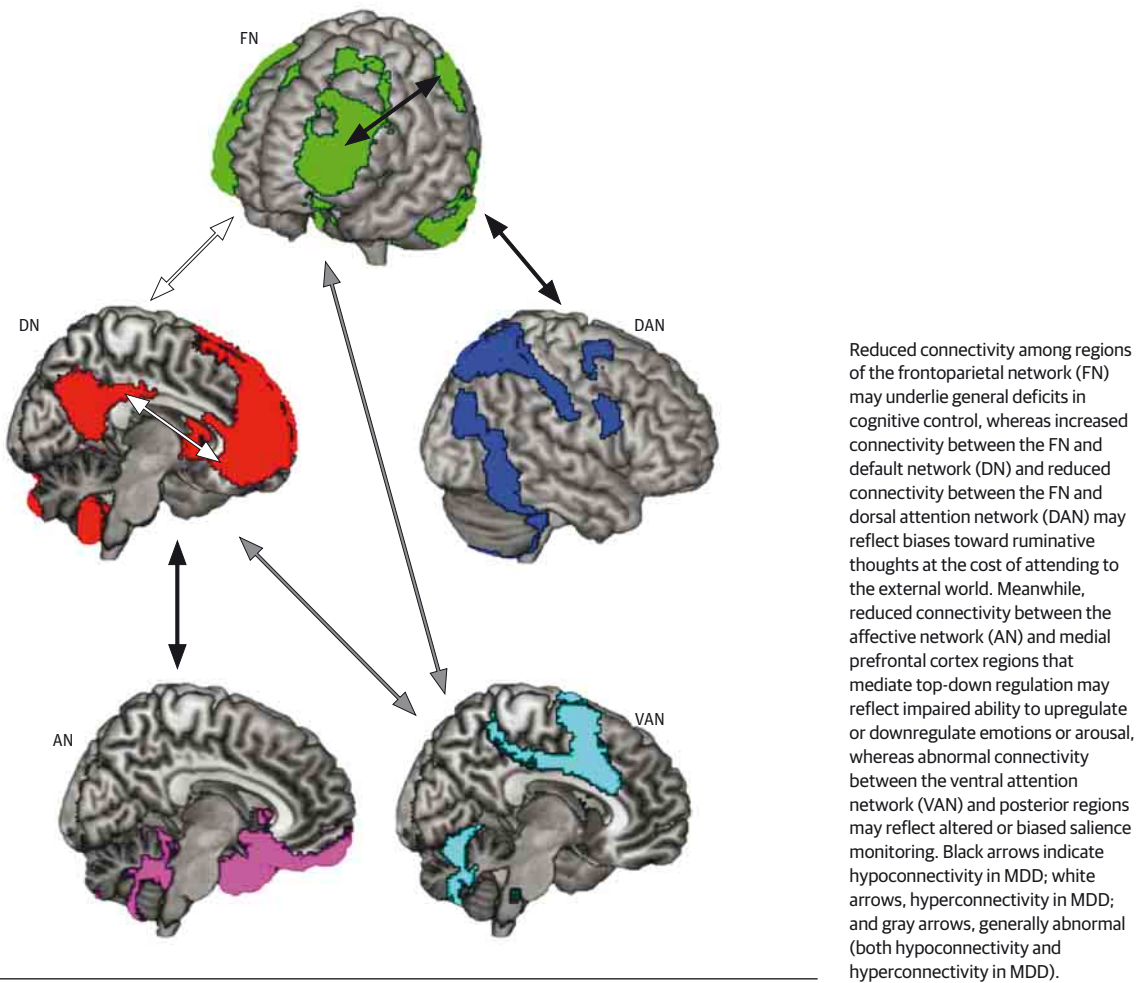 FN
DN
DAN
AN
VAN
Reduced connectivity among regions
of the frontoparietal network (FN)
may underlie general deficits in
cognitive control, whereas increased
connectivity between the FN and
default network (DN) and reduced
connectivity between the FN and
dorsal attention network (DAN) may
reflect biases toward ruminative
thoughts at the cost of attending to
the external world. Meanwhile,
reduced connectivity between the
affective network (AN) and medial
prefrontal cortex regions that
mediate top-down regulation may
reflect impaired ability to upregulate
or downregulate emotions or arousal,
whereas abnormal connectivity
between the ventral attention
network (VAN) and posterior regions
may reflect altered or biased salience
monitoring. Black arrows indicate
hypoconnectivity in MDD; white
arrows, hyperconnectivity in MDD;
and gray arrows, generally abnormal
(both hypoconnectivity and
hyperconnectivity in MDD).